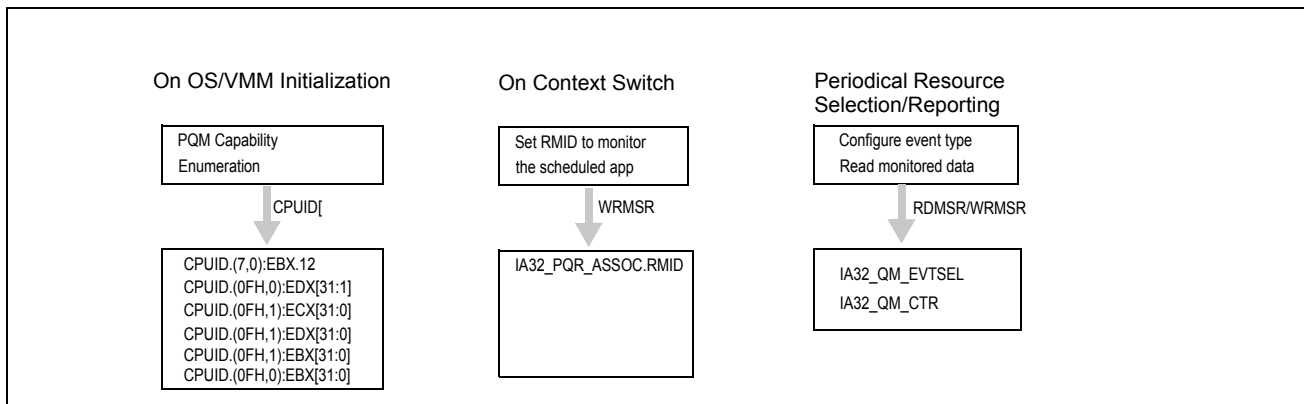 On OS/VMM Initialization
PQM Capability
Enumeration
CPUID[
CPUID.(7,0):EBX.12
CPUID.(0FH,0):EDX[31:1]
CPUID.(0FH,1):ECX[31:0]
CPUID.(0FH,1):EDX[31:0]
CPUID.(0FH,1):EBX[31:0]
CPUID.(0FH,0):EBX[31:0]
On Context Switch
Set RMID to monitor
the scheduled app
WRMSR
IA32_PQR_ASSOC.RMID
Periodical Resource
Selection/Reporting
Configure event type
Read monitored data
RDMSR/WRMSR
IA32_QM_EVTSEL
IA32_QM_CTR